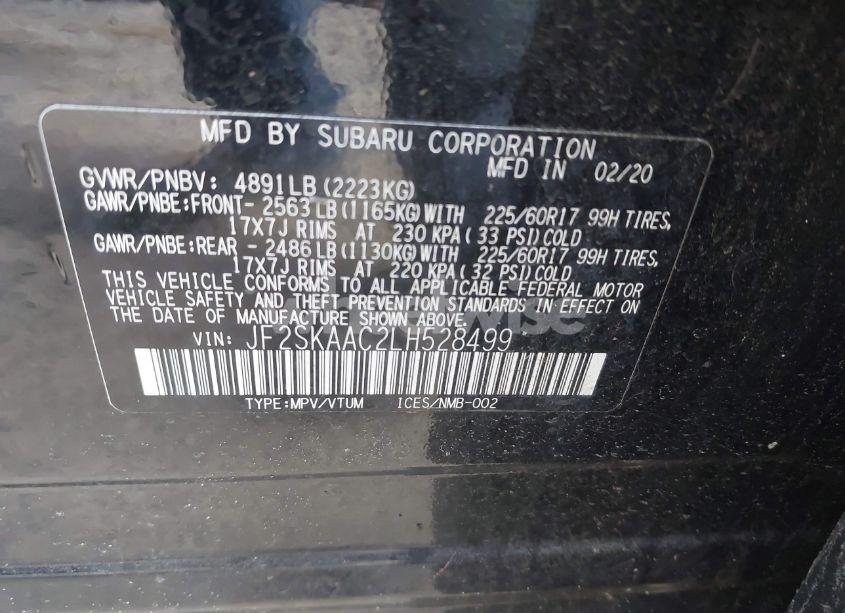 MFD BY SUBARU CORPORATION
MFD IN 02/20
GVWR/PNBV: 4891LB (2223KG)
GAWR/PNBE:FRONT- 2563LB (1165KG)WITH 225/60R17 99H TIRES,
17X7J RIMS AT 230 KPA (33 PSI)COLD
GAWR/PNBE:REAR - 2486LB (1130KG)WITH 225/60R17 99H TIRES,
17X7J RIMS AT 220 KPA (32 PSI)COLD
THIS VEHICLE CONFORMS TO ALL APPLICABLE FEDERAL MOTOR
VEHICLE SAFETY AND THEFT PREVENTION STANDARDS IN EFFECT ON
THE DATE OF MANUFACTURE SHOWN ABOVE.
VIN: JF2SKAAC2LH528499
TYPE:MPV/VTUM ICES/NMB-002